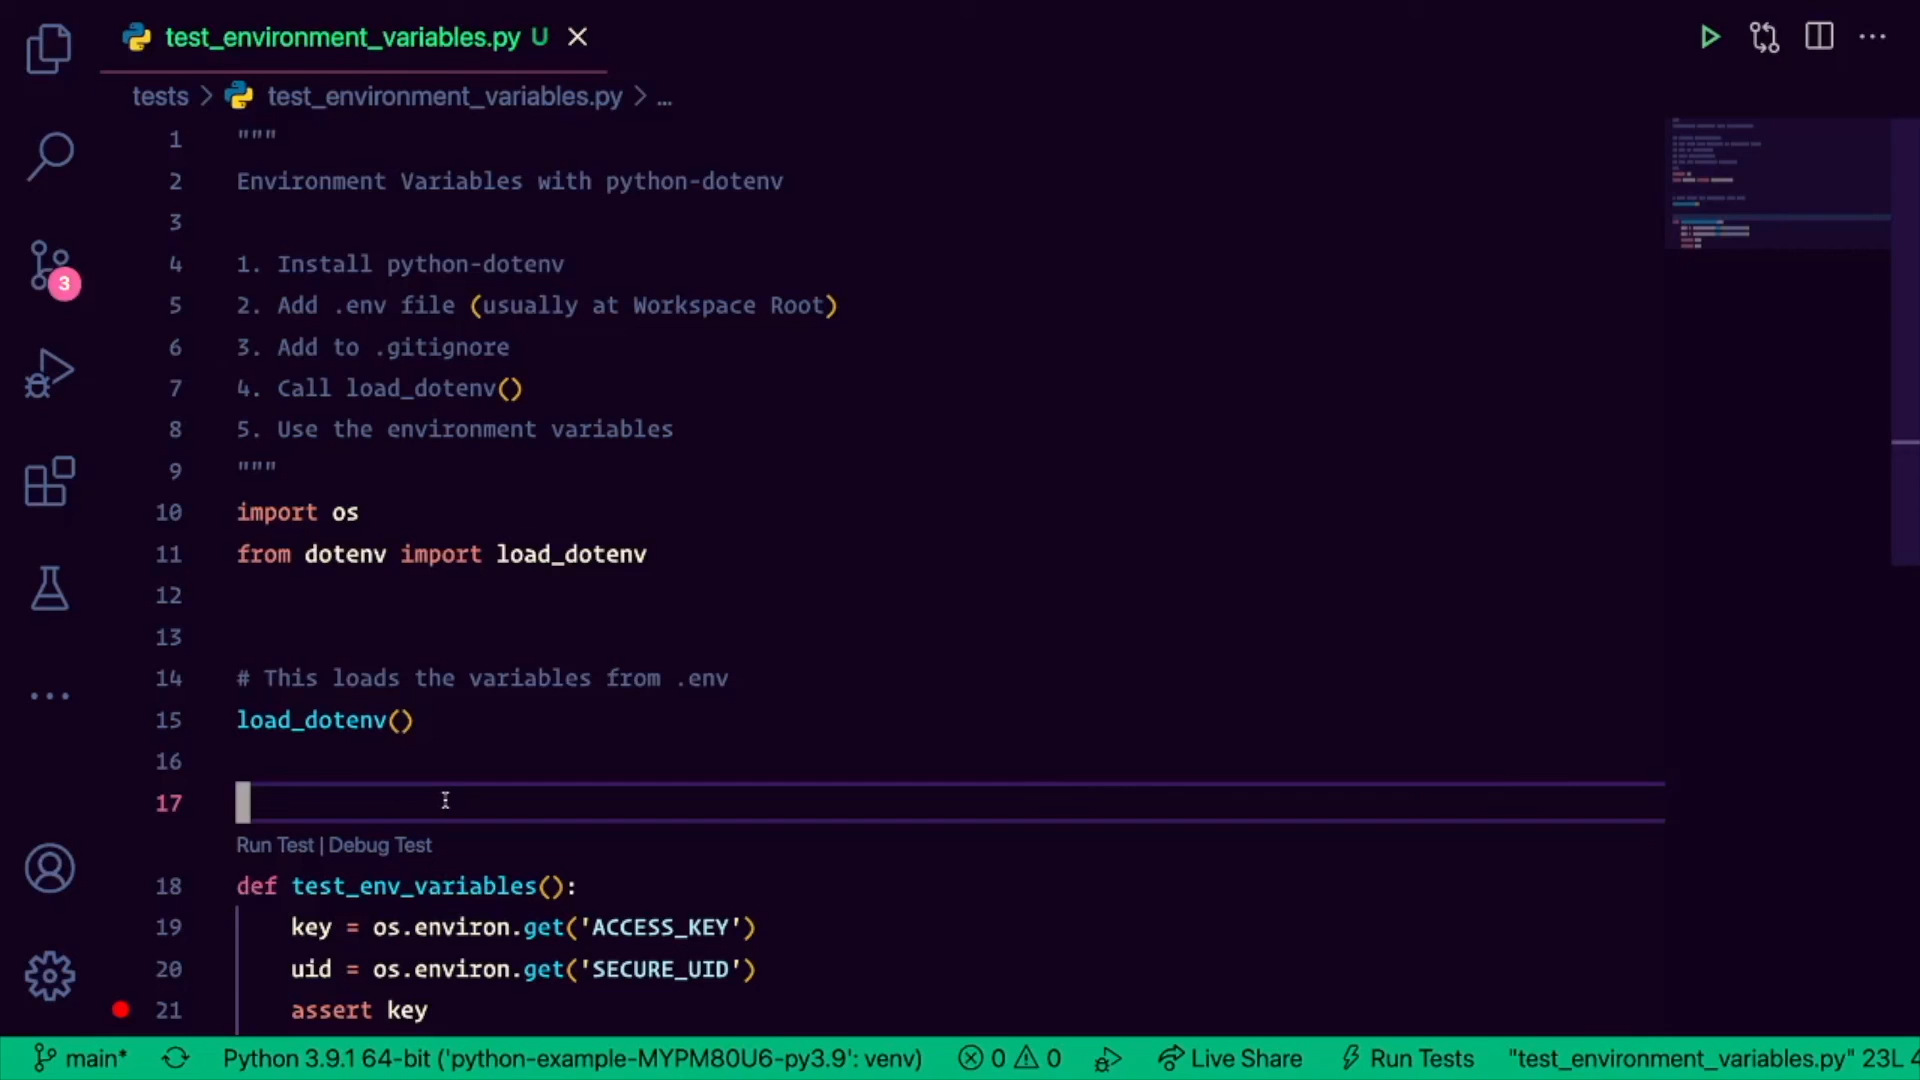 test_environment_variables.py U
tests > test_environment_variables.py > ...
1 """
2 Environment Variables with python-dotenv
3
4 1. Install python-dotenv
5 2. Add .env file (usually at Workspace Root)
6 3. Add to .gitignore
7 4. Call load_dotenv()
8 5. Use the environment variables
9 """
10 import os
11 from dotenv import load_dotenv
12
13
14 # This loads the variables from .env
15 load_dotenv()
16
17
Run Test | Debug Test
18 def test_env_variables():
19 key = os.environ.get('ACCESS_KEY')
20 uid = os.environ.get('SECURE_UID')
21 assert key
3
main* Python 3.9.1 64-bit ('python-example-MYPM80U6-py3.9': venv) 0 0 Live Share Run Tests "test_environment_variables.py" 23L